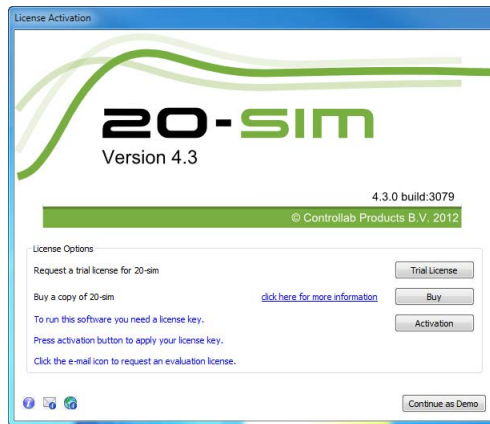 License Activation
20-SIM
Version 4.3
4.3.0 build:3079
© Controllab Products B.V. 2012
License Options
Request a trial license for 20-sim
Trial License
Buy a copy of 20-sim
click here for more information
Buy
To run this software you need a license key.
Activation
Press activation button to apply your license key.
Click the e-mail icon to request an evaluation license.
Continue as Demo